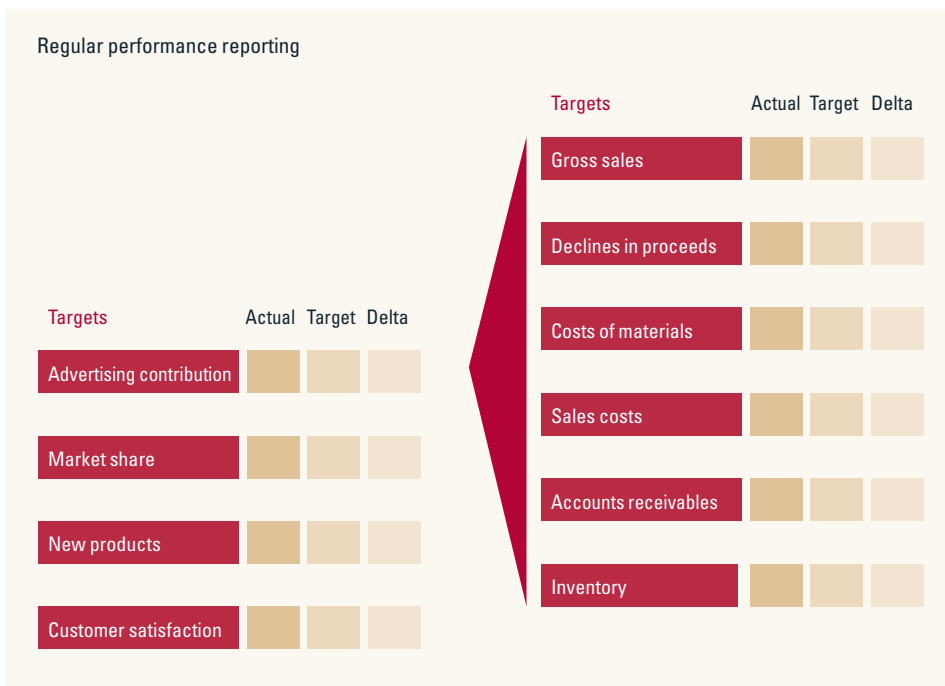 Regular performance reporting
Targets Actual Target Delta
Advertising contribution
Market share
New products
Customer satisfaction
Targets Actual Target Delta
Gross sales
Declines in proceeds
Costs of materials
Sales costs
Accounts receivables
Inventory